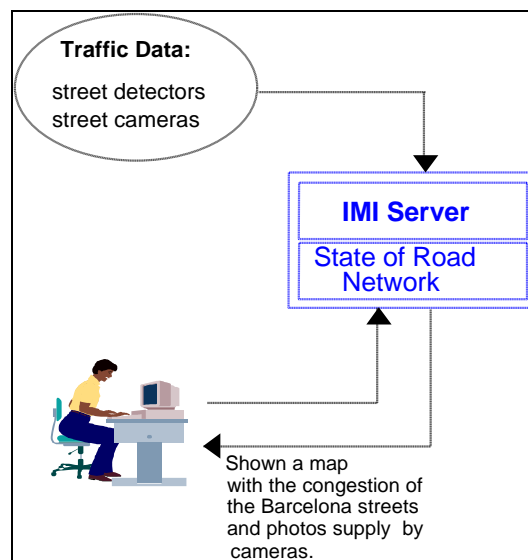 Traffic Data:
street detectors
street cameras
IMI Server
State of Road
Network
Shown a map
with the congestion of
the Barcelona streets
and photos supply by
cameras.